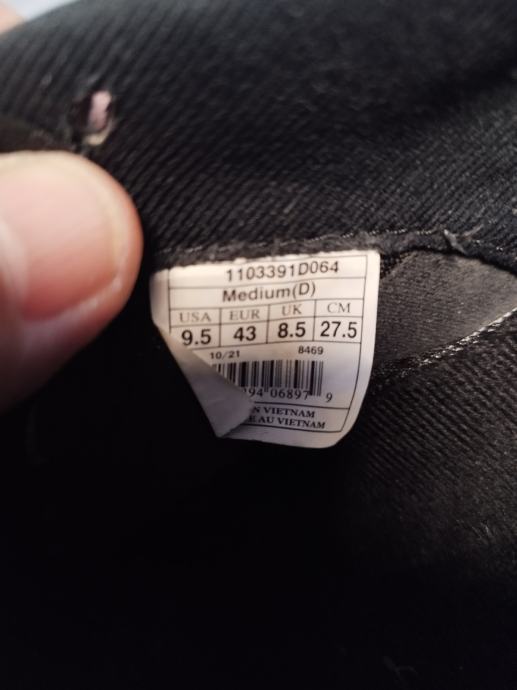 1103391D064
Medium(D)
USA EUR UK CM
9.5 43 8.5 27.5
10/21 8469
94 06897 9
N VIETNAM
E AU VIETNAM